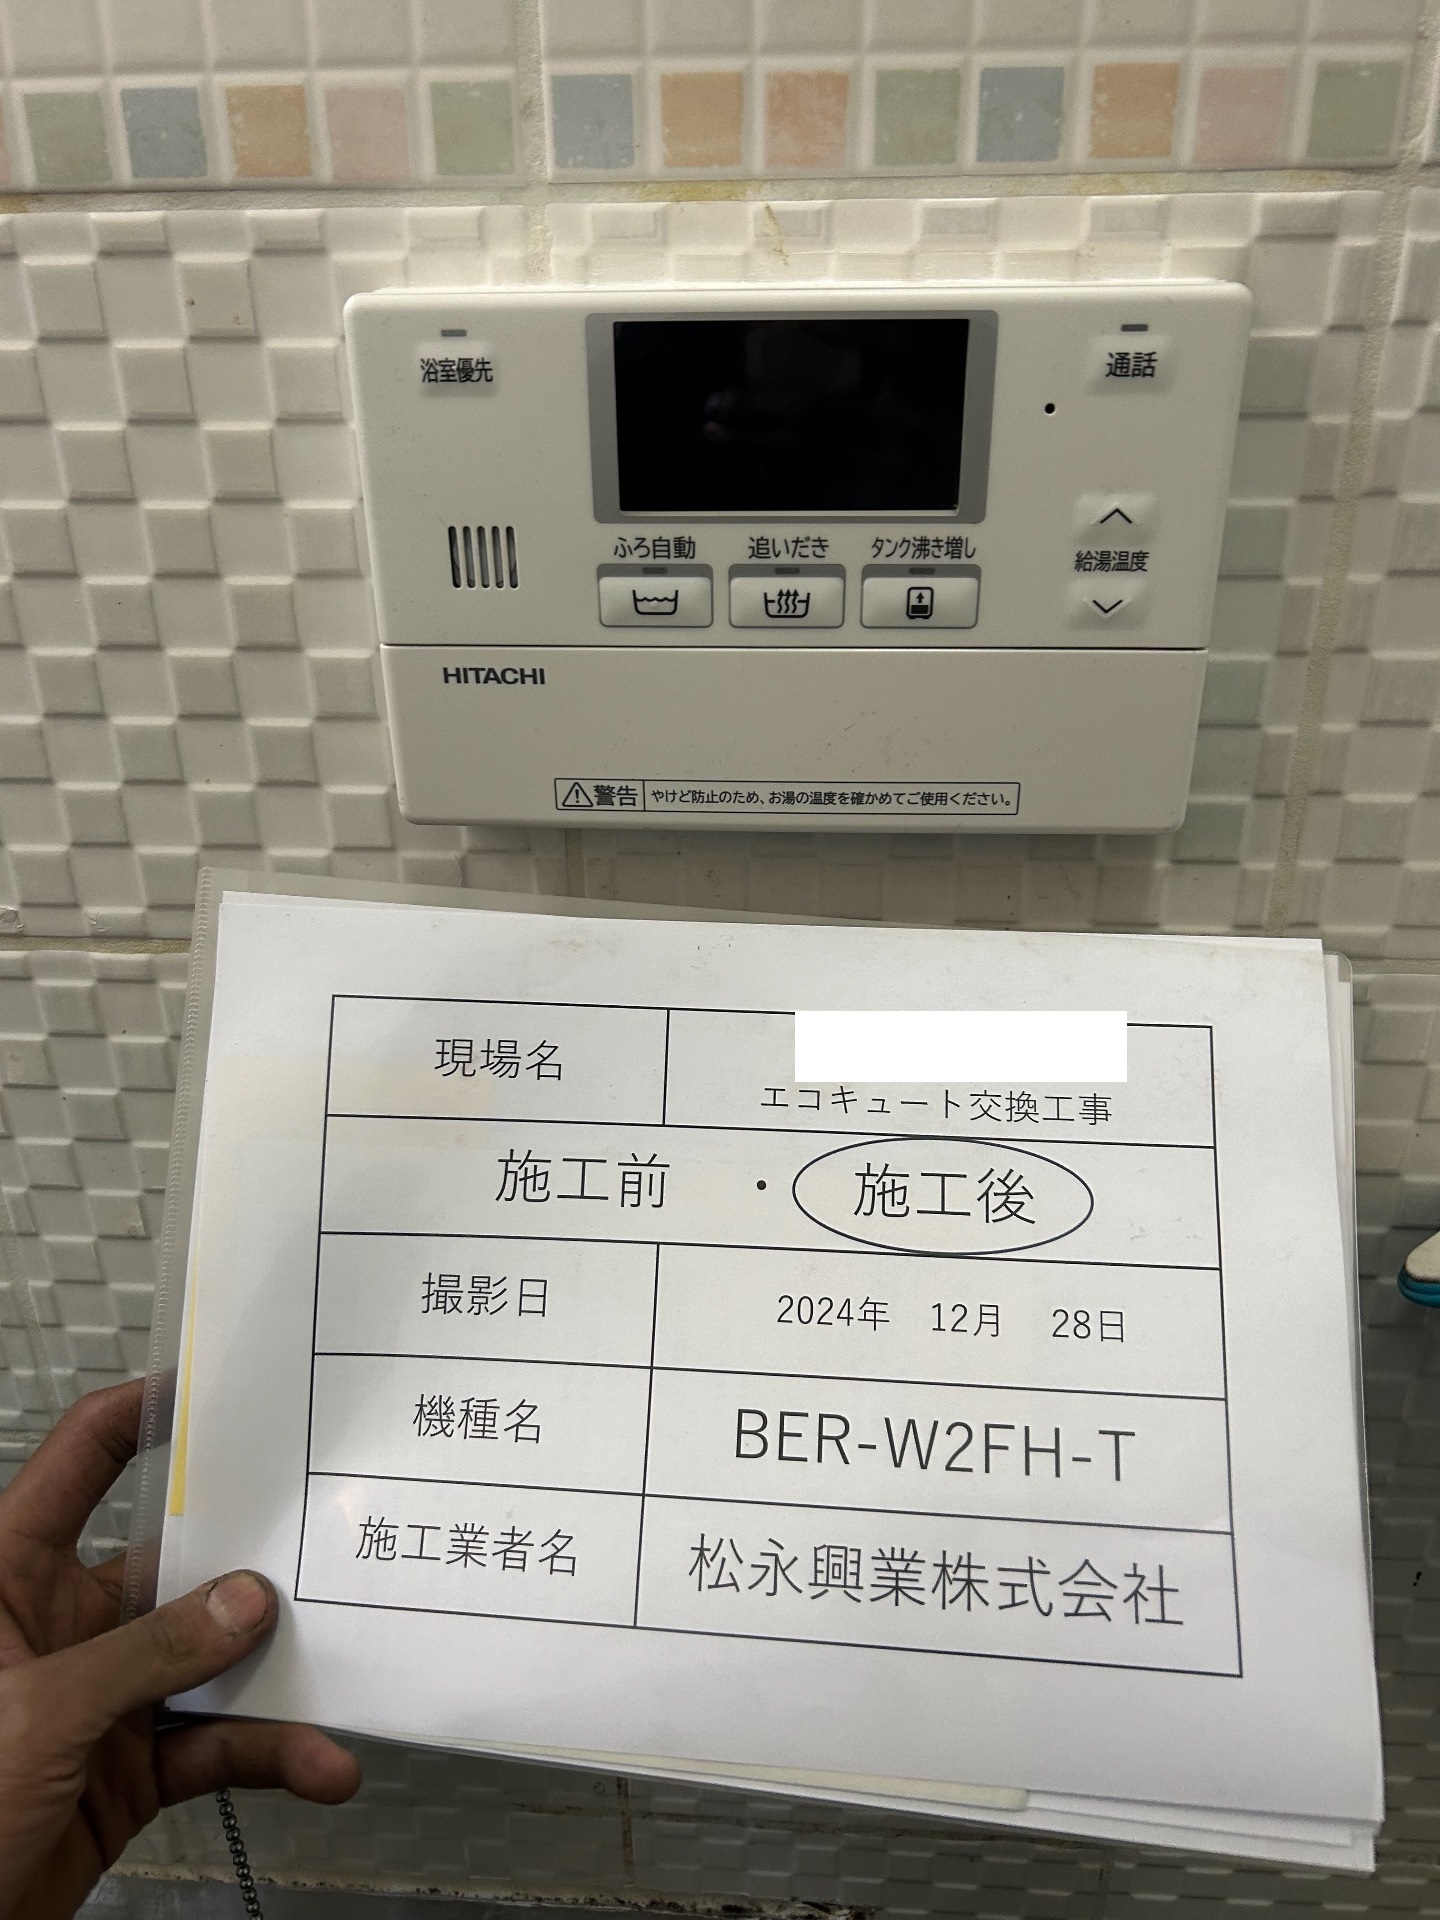 浴室優先
通話
ふろ自動
追いだき
タンク沸き増し
給湯温度
HITACHI
警告 やけど防止のため、お湯の温度を確かめてご使用ください。
現場名
エコキュート交換工事
施工前 ・ 施工後
撮影日 2024年 12月 28日
機種名 BER-W2FH-T
施工業者名 松永興業株式会社